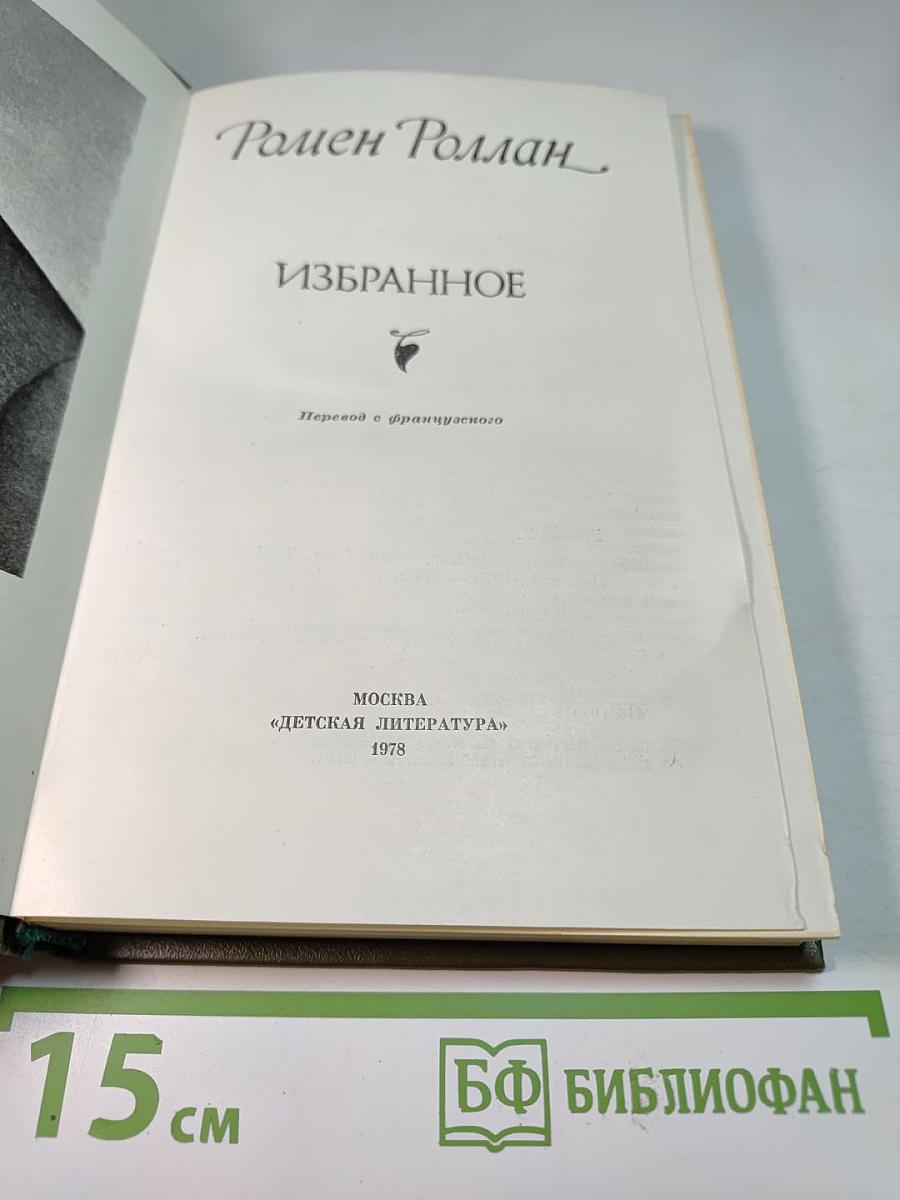 Ромен Роллан
ИЗБРАННОЕ
Перевод с французского
МОСКВА
«ДЕТСКАЯ ЛИТЕРАТУРА»
1978
15 см
БФ БИБЛИОФАН